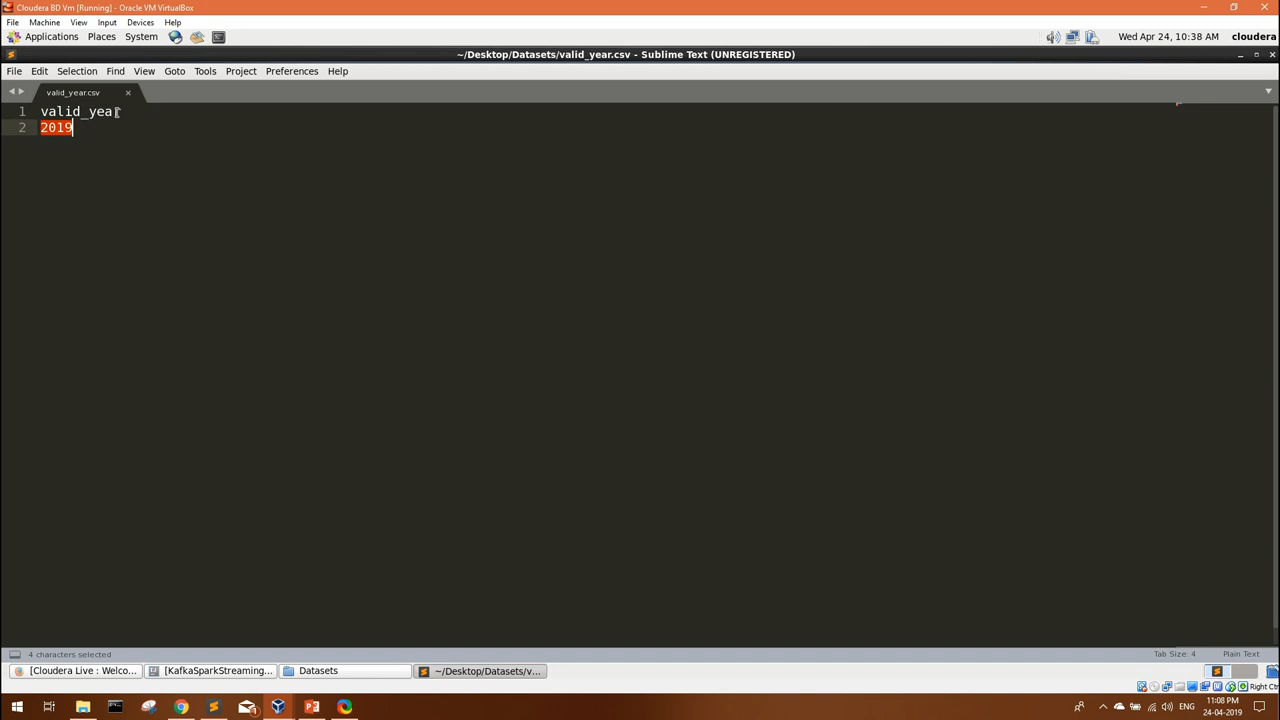 Cloudera BD Vm [Running] - Oracle VM VirtualBox
File Machine View Input Devices Help
Applications Places System Wed Apr 24, 10:38 AM cloudera
~/Desktop/Datasets/valid_year.csv - Sublime Text (UNREGISTERED)
File Edit Selection Find View Goto Tools Project Preferences Help
valid_year.csv
1 valid_year
2 2019
4 characters selected Tab Size: 4 Plain Text
[Cloudera Live : Welco... [KafkaSparkStreaming... Datasets ~/Desktop/Datasets/v...
Right Ctrl
ENG 11:08 PM
24-04-2019